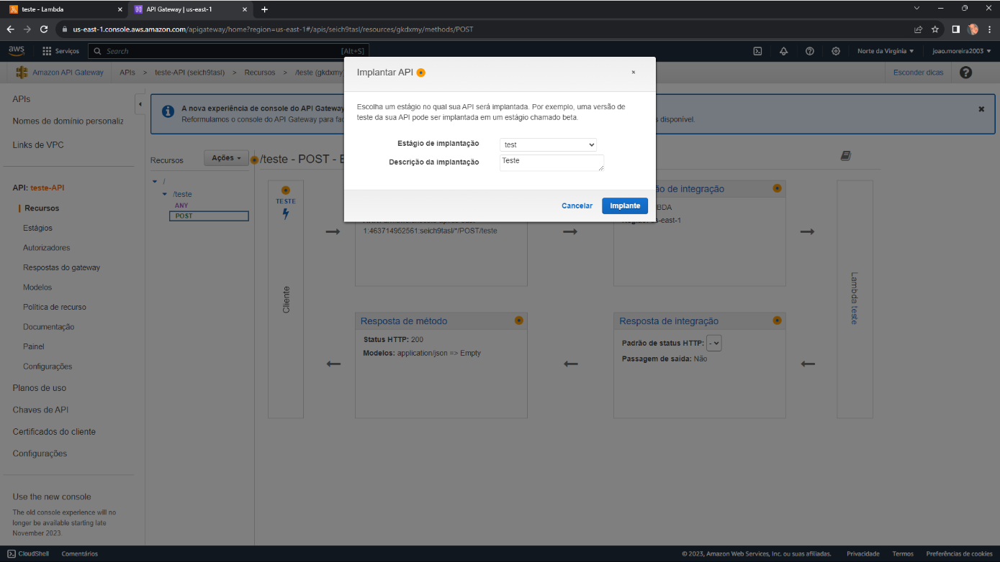 teste - Lambda
API Gateway | us-east-1
us-east-1.console.aws.amazon.com/apigateway/home?region=us-east-1#/apis/seich9tasl/resources/gkdxmy/methods/POST
aws
Serviços
Search
[Alt+S]
Norte da Virgínia
joao.moreira2003
Amazon API Gateway
APIs > teste-API (seich9tasl) > Recursos > /teste (gkdxmy
Esconder dicas
Implantar API
Escolha um estágio no qual sua API será implantada. Por exemplo, uma versão de
teste da sua API pode ser implantada em um estágio chamado beta.
Estágio de implantação
test
Descrição da implantação
Teste
Cancelar
Implante
A nova experiência de console do API Gateway
Reformulamos o console do API Gateway para
s disponível.
APIs
Nomes de domínio personaliz
Links de VPC
API: teste-API
Recursos
Estágios
Autorizadores
Respostas do gateway
Modelos
Política de recurso
Documentação
Painel
Configurações
Planos de uso
Chaves de API
Certificados do cliente
Configurações
Use the new console
The old console experience will no
longer be available starting late
November 2023.
Recursos
Ações
/
/teste
ANY
POST
/teste - POST - E
TESTE
Cliente
1:463714952561:seich9tasl/*/POST/teste
ão de integração
BDA
us-east-1
Lambda teste
Resposta de método
Status HTTP: 200
Modelos: application/json => Empty
Resposta de integração
Padrão de status HTTP: -
Passagem de saída: Não
CloudShell
Comentários
© 2023, Amazon Web Services, Inc. ou suas afiliadas.
Privacidade
Termos
Preferências de cookies